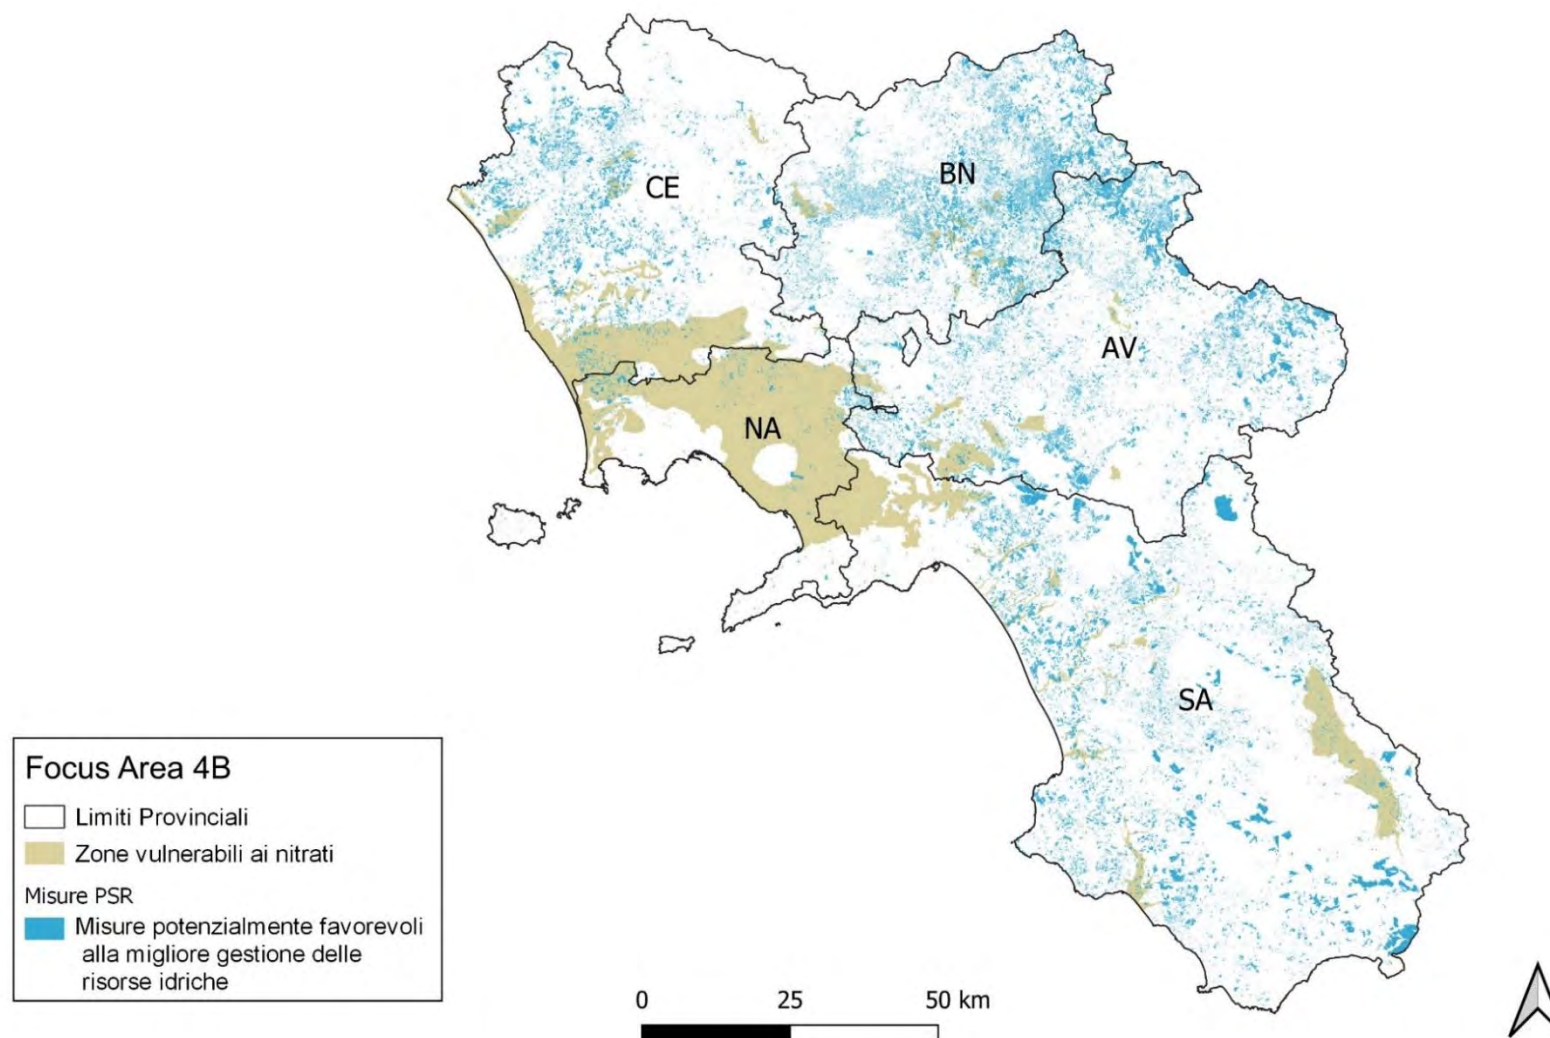 CE
BN
AV
NA
SA
Focus Area 4B
Limiti Provinciali
Zone vulnerabili ai nitrati
Misure PSR
Misure potenzialmente favorevoli
alla migliore gestione delle
risorse idriche
0 25 50 km